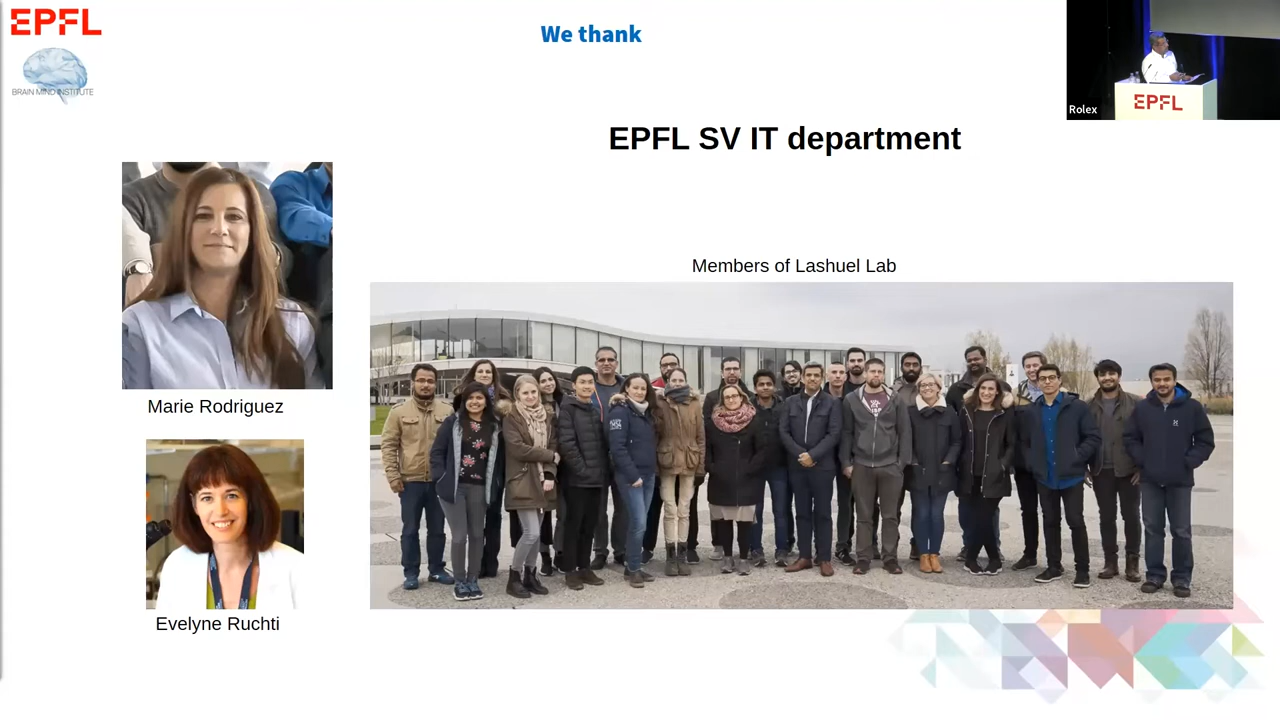 EPFL
BRAIN MIND INSTITUTE
We thank
Rolex
EPFL
EPFL SV IT department
Members of Lashuel Lab
Marie Rodriguez
Evelyne Ruchti